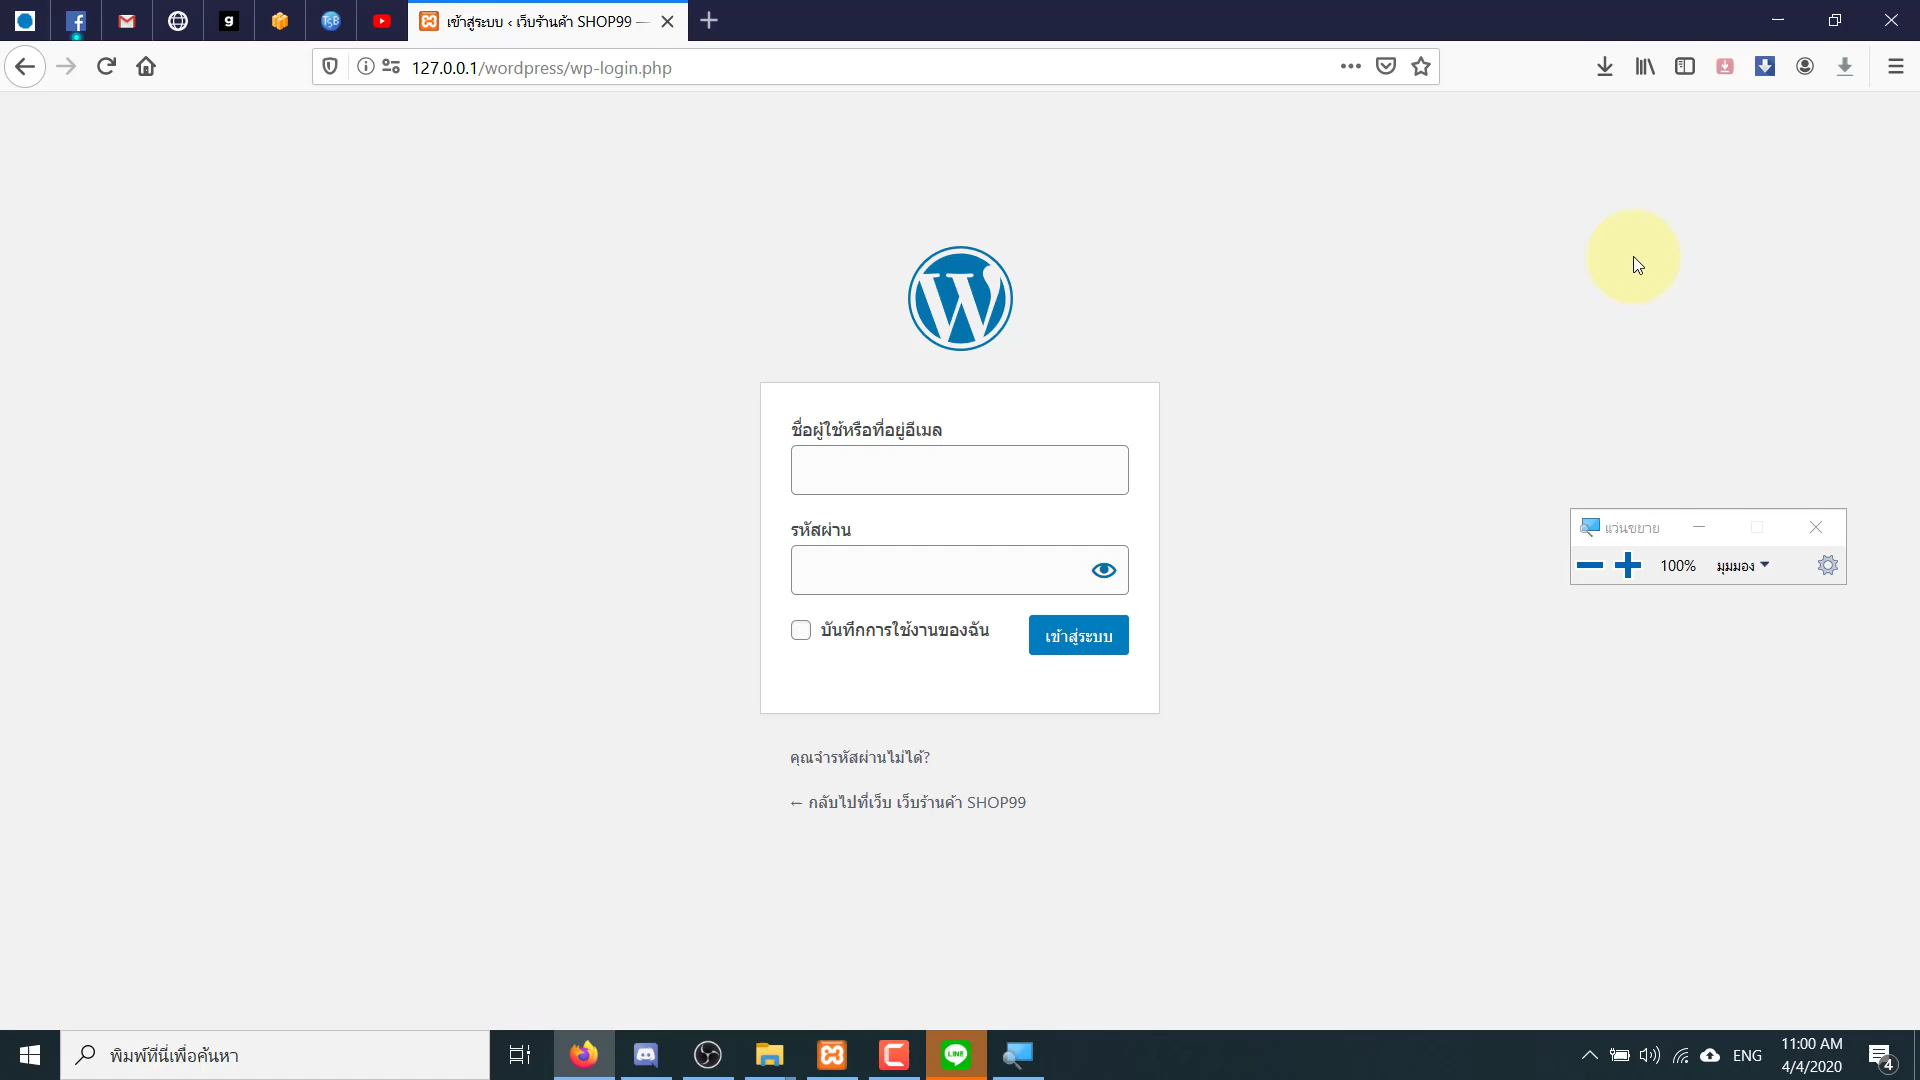 เข้าสู่ระบบ ‹ เว็บร้านค้า SHOP99 —
127.0.0.1/wordpress/wp-login.php
ชื่อผู้ใช้หรือที่อยู่อีเมล
รหัสผ่าน
บันทึกการใช้งานของฉัน
เข้าสู่ระบบ
คุณจำรหัสผ่านไม่ได้?
← กลับไปที่เว็บ เว็บร้านค้า SHOP99
แว่นขยาย
100% มุมมอง
พิมพ์ที่นี่เพื่อค้นหา
LINE
ENG
11:00 AM
4/4/2020
4